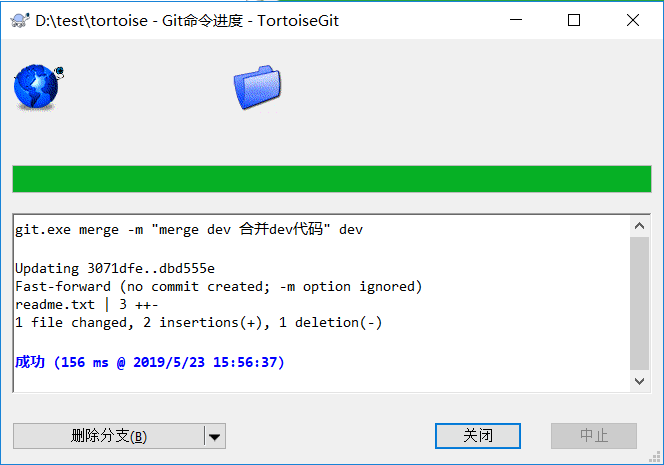 D:\test\tortoise - Git命令进度 - TortoiseGit
git.exe merge -m "merge dev 合并dev代码" dev
Updating 3071dfe..dbd555e
Fast-forward (no commit created; -m option ignored)
readme.txt | 3 ++-
1 file changed, 2 insertions(+), 1 deletion(-)
成功 (156 ms @ 2019/5/23 15:56:37)
删除分支(B)
关闭
中止